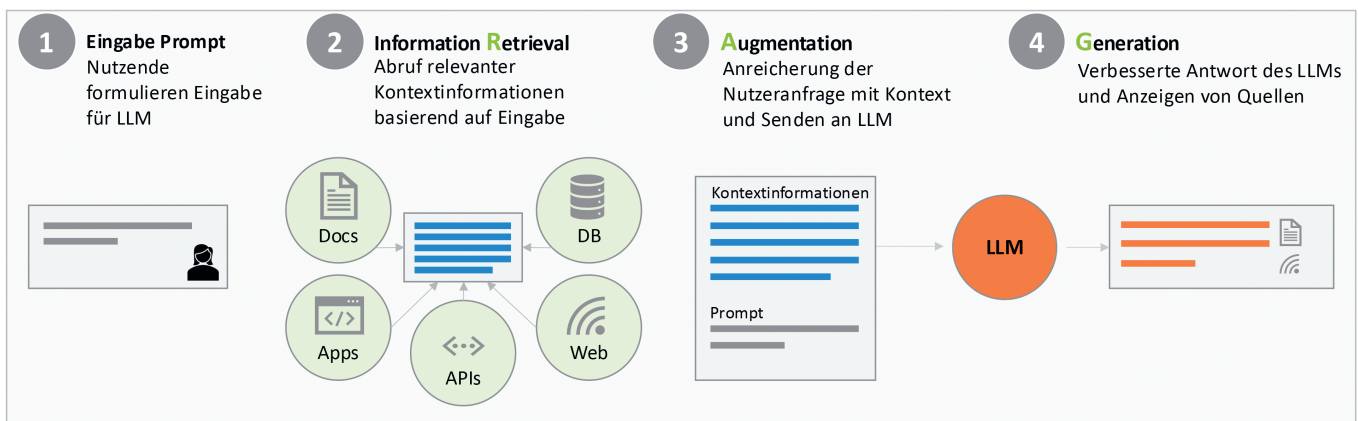 1
Eingabe Prompt
Nutzende
formulieren Eingabe
für LLM
2
Information Retrieval
Abruf relevanter
Kontextinformationen
basierend auf Eingabe
3
Augmentation
Anreicherung der
Nutzeranfrage mit Kontext
und Senden an LLM
4
Generation
Verbesserte Antwort des LLMs
und Anzeigen von Quellen
Docs
DB
</>
Apps
APIs
Web
Kontextinformationen
Prompt
LLM